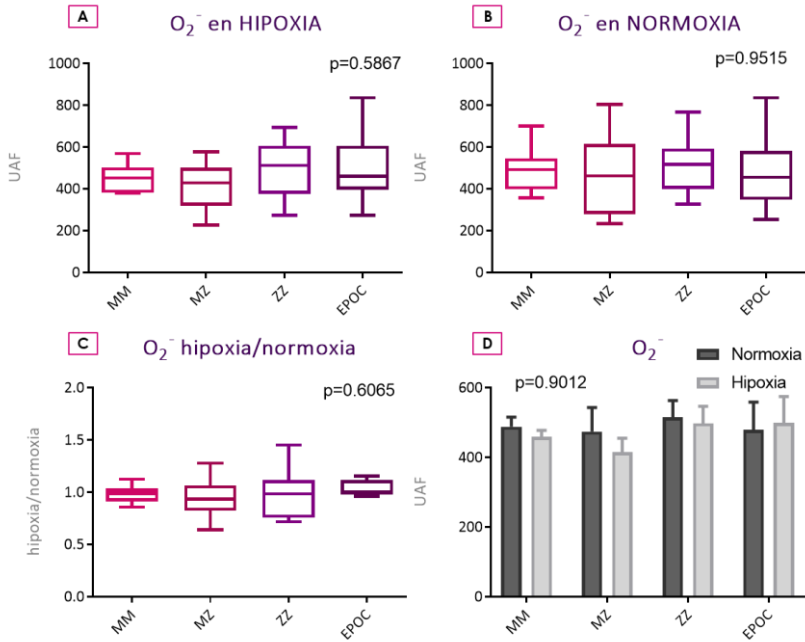 A
O₂⁻ en HIPOXIA
p=0.5867
1000
800
600
400
200
0
UAF
MM
MZ
ZZ
EPOC
B
O₂⁻ en NORMOXIA
p=0.9515
1000
800
600
400
200
0
UAF
MM
MZ
ZZ
EPOC
C
O₂⁻ hipoxia/normoxia
p=0.6065
2.0
1.5
1.0
0.5
0.0
hipoxia/normoxia
MM
MZ
ZZ
EPOC
D
O₂⁻
Normoxia
Hipoxia
p=0.9012
600
400
200
0
UAF
MM
MZ
ZZ
EPOC